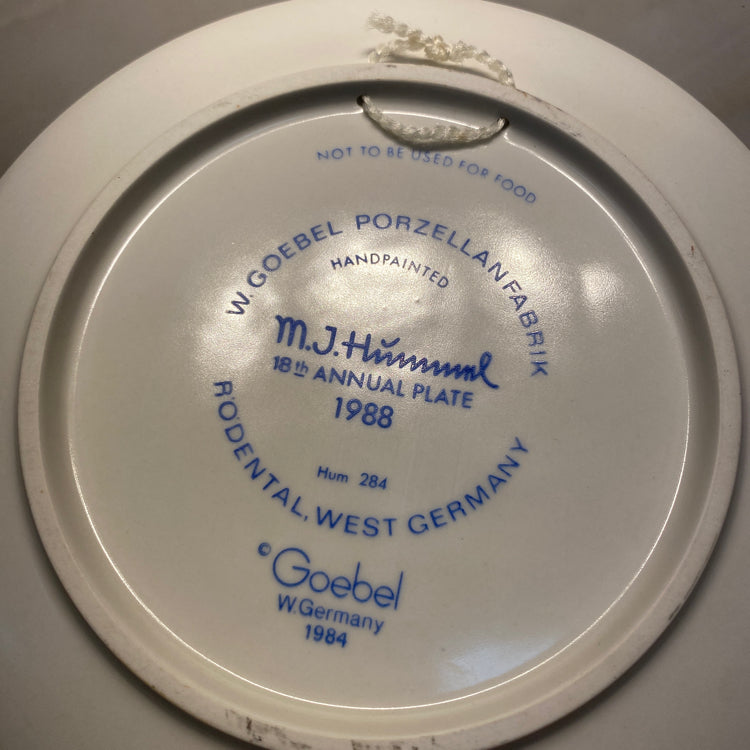 NOT TO BE USED FOR FOOD
W. GOEBEL PORZELLANFABRIK
HANDPAINTED
M.J.Hummel
18th ANNUAL PLATE
1988
Hum 284
RÖDENTAL, WEST GERMANY
© Goebel
W.Germany
1984